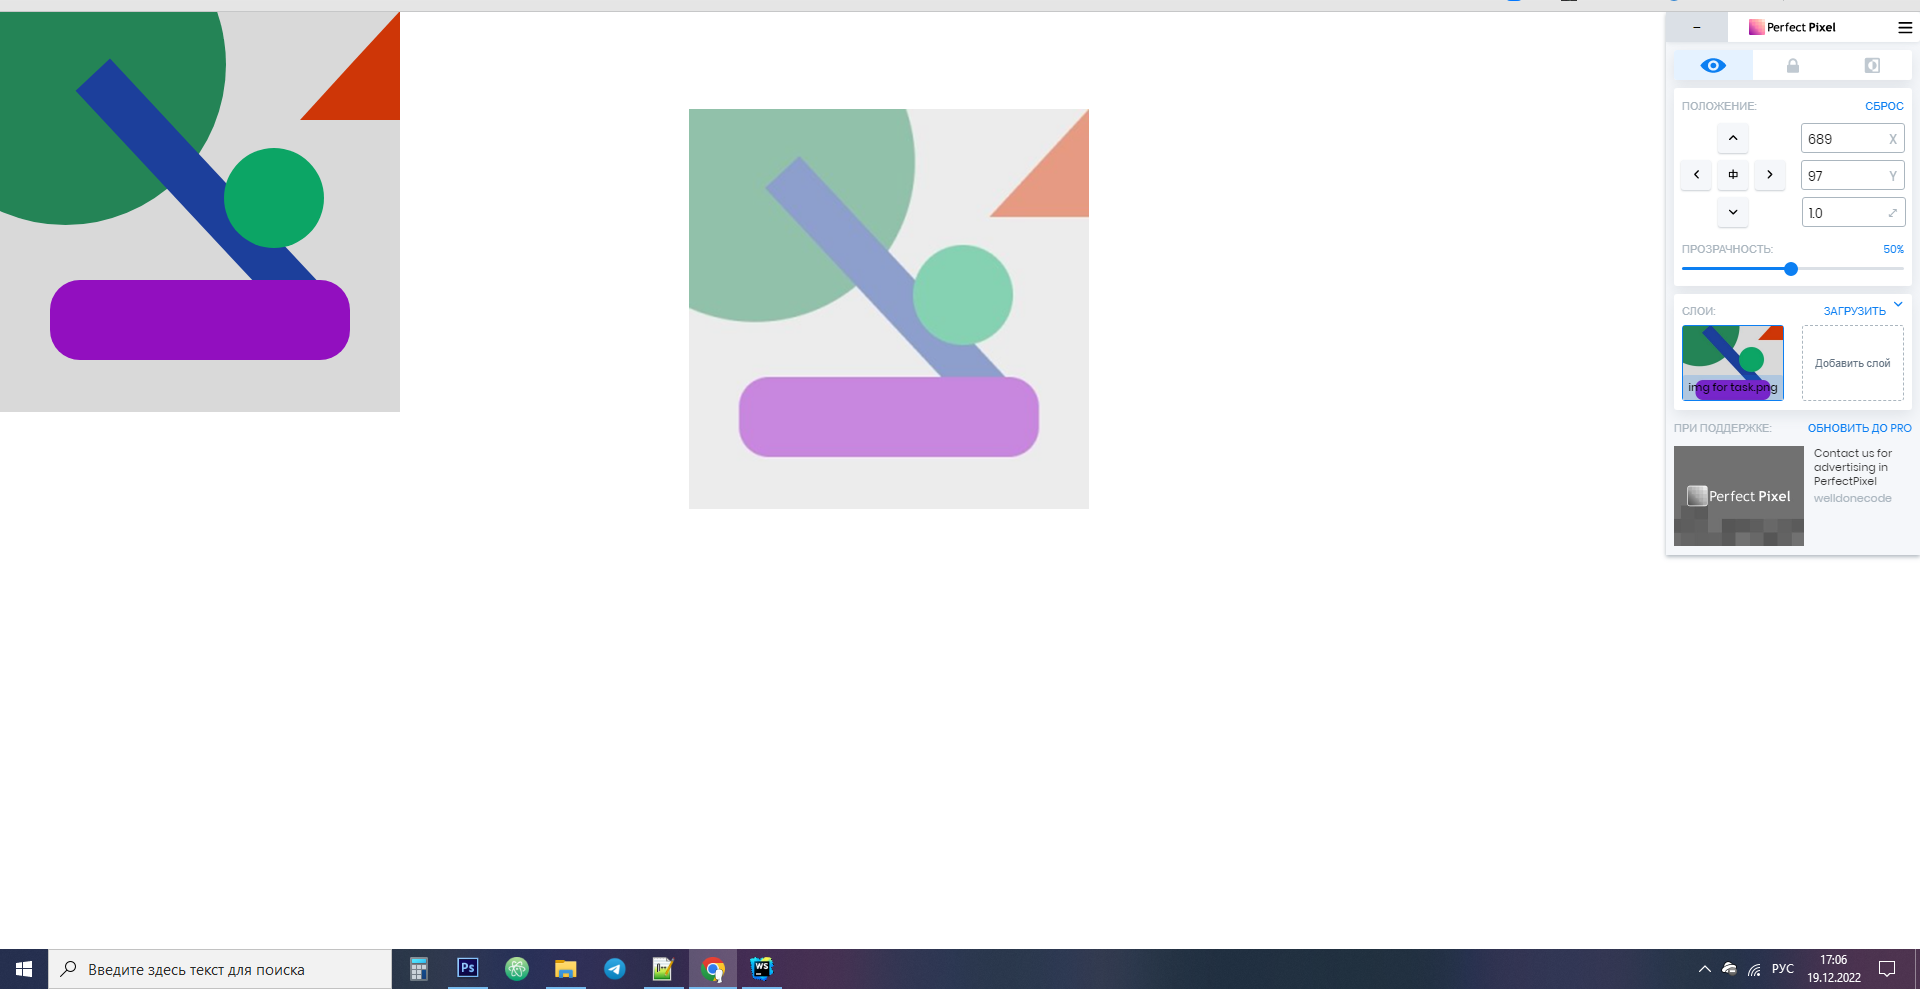 Perfect Pixel
ПОЛОЖЕНИЕ:
СБРОС
689 X
97 Y
1.0
ПРОЗРАЧНОСТЬ:
50%
СЛОИ:
ЗАГРУЗИТЬ
img for task.png
Добавить слой
ПРИ ПОДДЕРЖКЕ:
ОБНОВИТЬ ДО PRO
Perfect Pixel
Contact us for
advertising in
PerfectPixel
welldonecode
Введите здесь текст для поиска
Ps
WS
РУС
17:06
19.12.2022